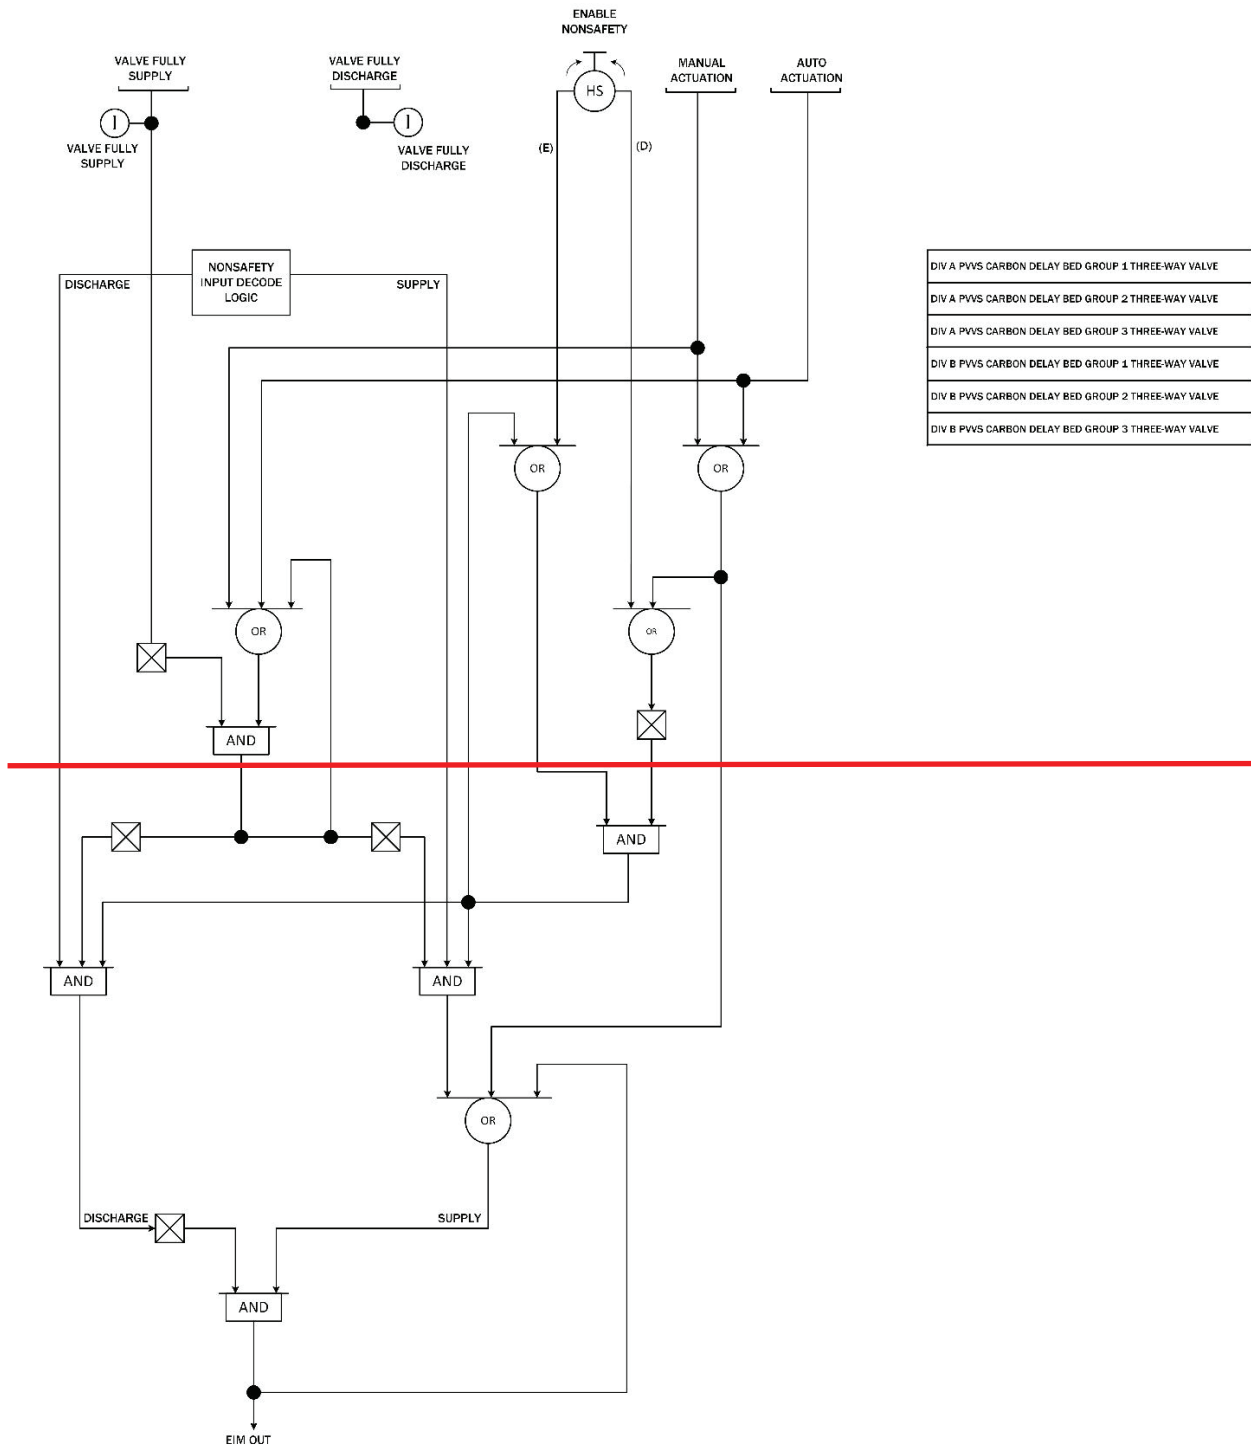 ENABLE
NONSAFETY
VALVE FULLY
SUPPLY
VALVE FULLY
DISCHARGE
MANUAL
ACTUATION
AUTO
ACTUATION
HS
I
VALVE FULLY
SUPPLY
I
VALVE FULLY
DISCHARGE
(E)
(D)
DISCHARGE
NONSAFETY
INPUT DECODE
LOGIC
SUPPLY
DIV A PVVS CARBON DELAY BED GROUP 1 THREE-WAY VALVE
DIV A PVVS CARBON DELAY BED GROUP 2 THREE-WAY VALVE
DIV A PVVS CARBON DELAY BED GROUP 3 THREE-WAY VALVE
DIV B PVVS CARBON DELAY BED GROUP 1 THREE-WAY VALVE
DIV B PVVS CARBON DELAY BED GROUP 2 THREE-WAY VALVE
DIV B PVVS CARBON DELAY BED GROUP 3 THREE-WAY VALVE
OR
OR
OR
OR
AND
AND
AND
AND
OR
DISCHARGE
SUPPLY
AND
EIM OUT